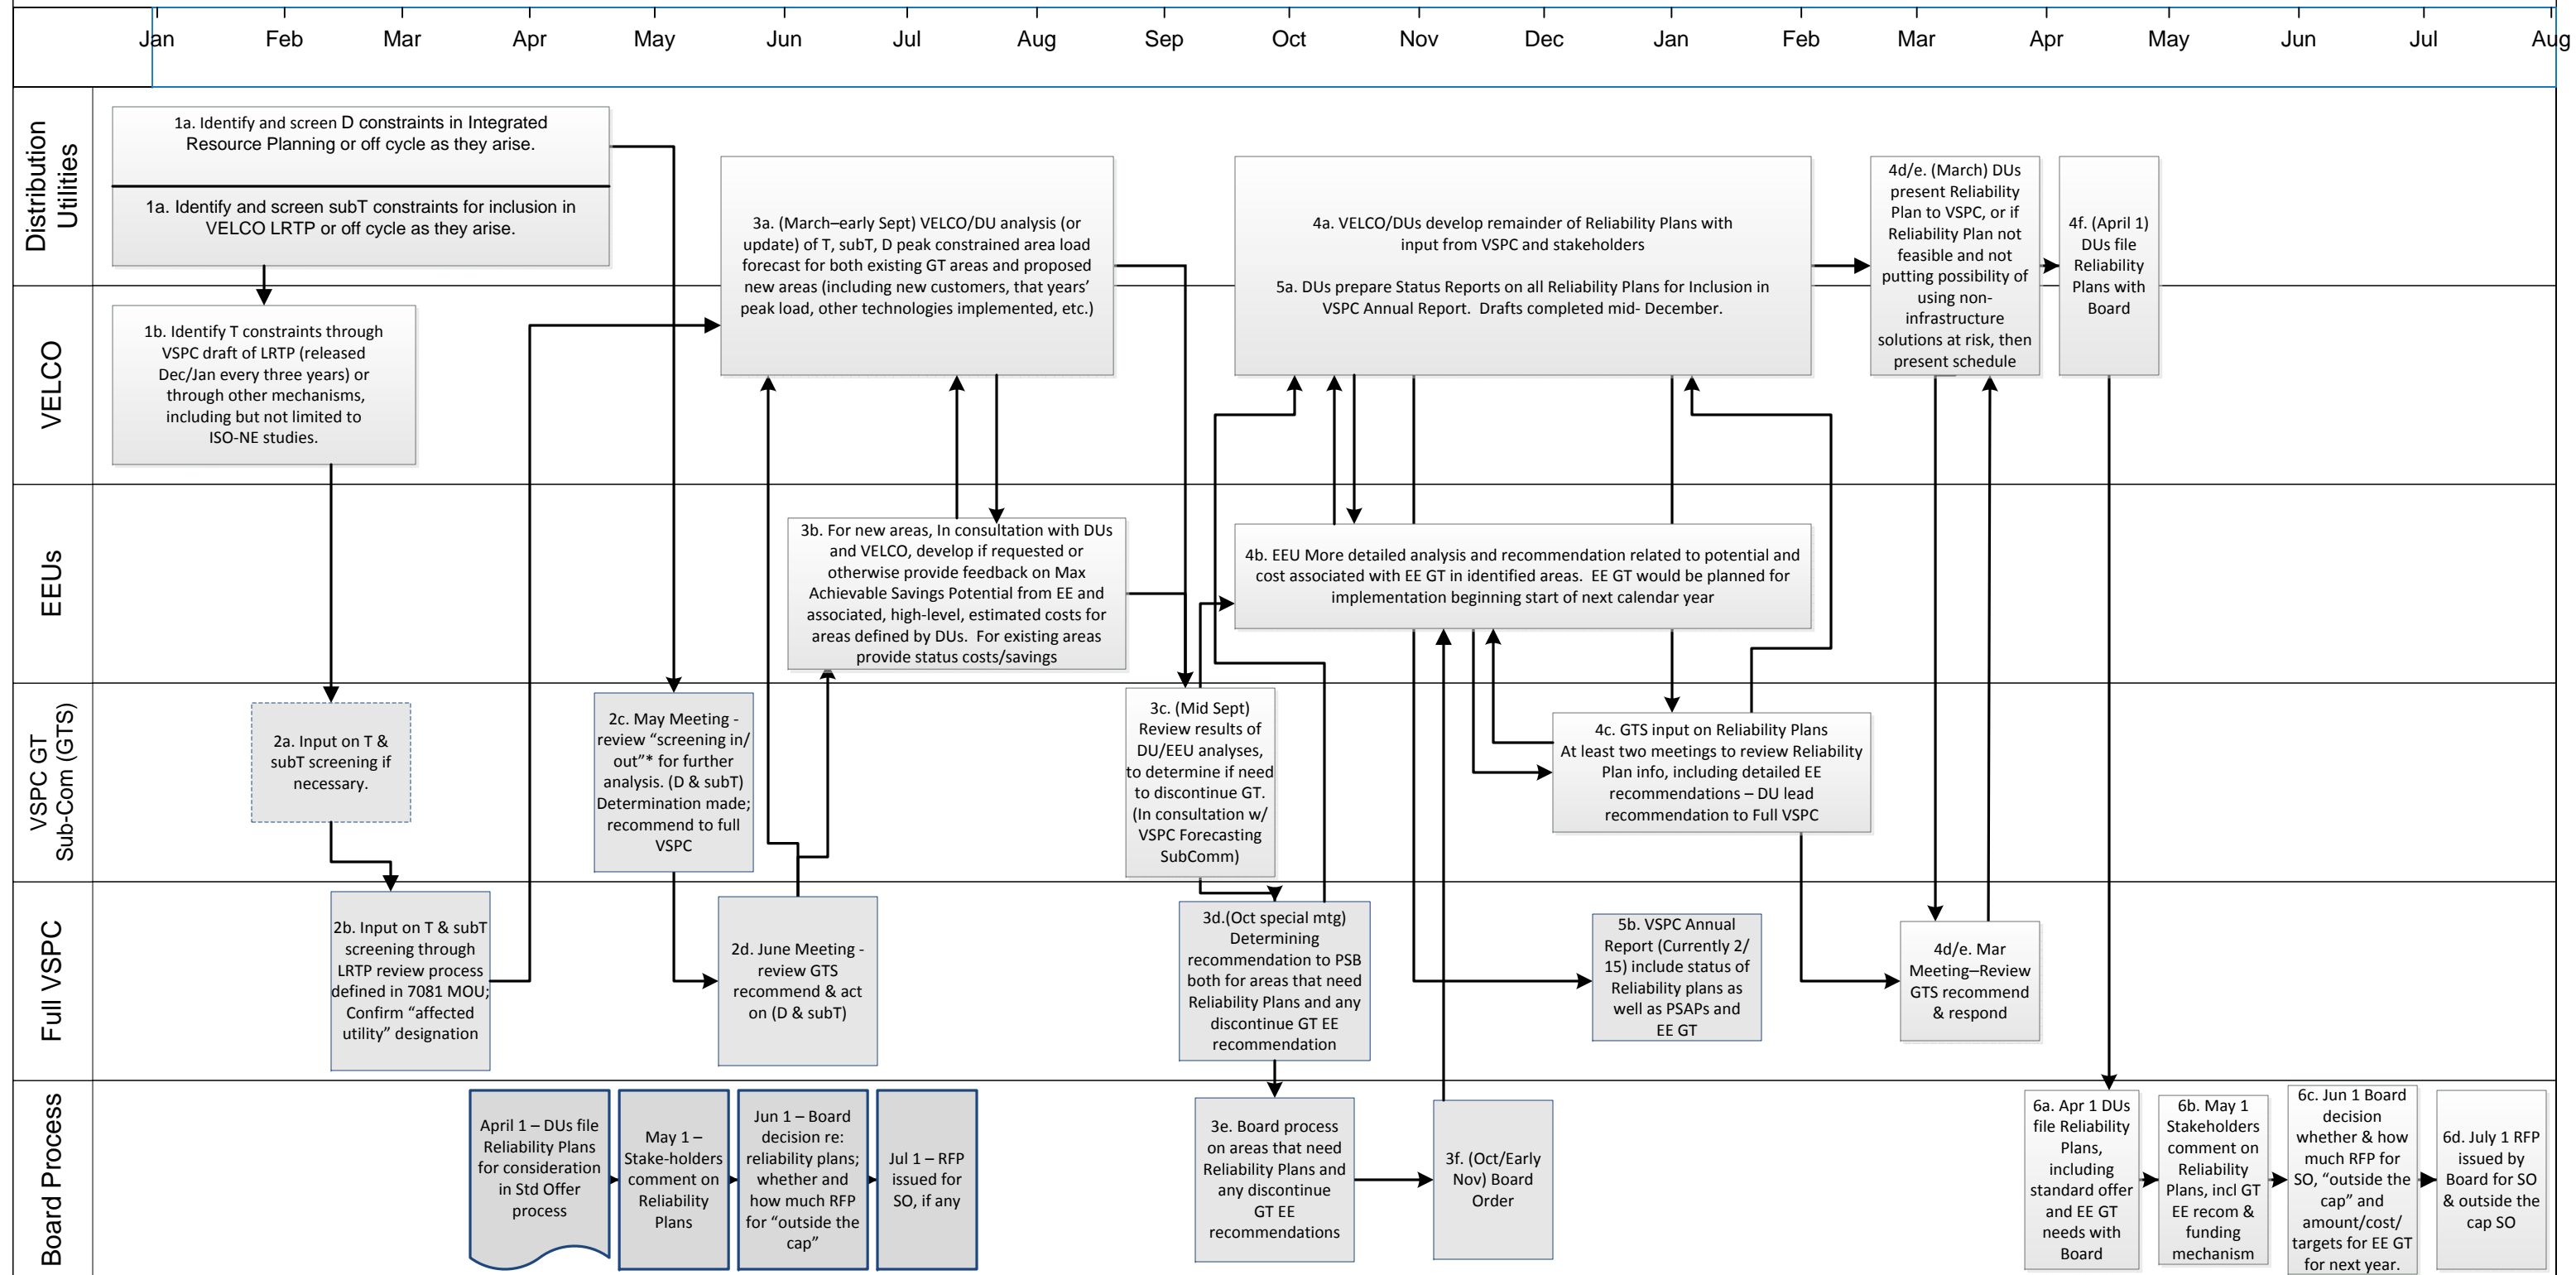 Jan Feb Mar Apr May Jun Jul Aug Sep Oct Nov Dec Jan Feb Mar Apr May Jun Jul Aug
Distribution
Utilities
1a. Identify and screen D constraints in Integrated
Resource Planning or off cycle as they arise.
1a. Identify and screen subT constraints for inclusion in
VELCO LRTP or off cycle as they arise.
3a. (March–early Sept) VELCO/DU analysis (or
update) of T, subT, D peak constrained area load
forecast for both existing GT areas and proposed
new areas (including new customers, that years’
peak load, other technologies implemented, etc.)
4a. VELCO/DUs develop remainder of Reliability Plans with
input from VSPC and stakeholders
5a. DUs prepare Status Reports on all Reliability Plans for Inclusion in
VSPC Annual Report. Drafts completed mid- December.
4d/e. (March) DUs
present Reliability
Plan to VSPC, or if
Reliability Plan not
feasible and not
putting possibility of
using non-
infrastructure
solutions at risk, then
present schedule
4f. (April 1)
DUs file
Reliability
Plans with
Board
VELCO
1b. Identify T constraints through
VSPC draft of LRTP (released
Dec/Jan every three years) or
through other mechanisms,
including but not limited to
ISO-NE studies.
EEUs
3b. For new areas, In consultation with DUs
and VELCO, develop if requested or
otherwise provide feedback on Max
Achievable Savings Potential from EE and
associated, high-level, estimated costs for
areas defined by DUs. For existing areas
provide status costs/savings
4b. EEU More detailed analysis and recommendation related to potential and
cost associated with EE GT in identified areas. EE GT would be planned for
implementation beginning start of next calendar year
VSPC GT
Sub-Com (GTS)
2a. Input on T &
subT screening if
necessary.
2c. May Meeting -
review “screening in/
out”* for further
analysis. (D & subT)
Determination made;
recommend to full
VSPC
3c. (Mid Sept)
Review results of
DU/EEU analyses,
to determine if need
to discontinue GT.
(In consultation w/
VSPC Forecasting
SubComm)
4c. GTS input on Reliability Plans
At least two meetings to review Reliability
Plan info, including detailed EE
recommendations – DU lead
recommendation to Full VSPC
Full VSPC
2b. Input on T & subT
screening through
LRTP review process
defined in 7081 MOU;
Confirm “affected
utility” designation
2d. June Meeting -
review GTS
recommend & act
on (D & subT)
3d.(Oct special mtg)
Determining
recommendation to PSB
both for areas that need
Reliability Plans and any
discontinue GT EE
recommendation
5b. VSPC Annual
Report (Currently 2/
15) include status of
Reliability plans as
well as PSAPs and
EE GT
4d/e. Mar
Meeting–Review
GTS recommend
& respond
Board Process
April 1 – DUs file
Reliability Plans
for consideration
in Std Offer
process
May 1 –
Stake-holders
comment on
Reliability
Plans
Jun 1 – Board
decision re:
reliability plans;
whether and
how much RFP
for “outside the
cap”
Jul 1 – RFP
issued for
SO, if any
3e. Board process
on areas that need
Reliability Plans and
any discontinue
GT EE
recommendations
3f. (Oct/Early
Nov) Board
Order
6a. Apr 1 DUs
file Reliability
Plans,
including
standard offer
and EE GT
needs with
Board
6b. May 1
Stakeholders
comment on
Reliability
Plans, incl GT
EE recom &
funding
mechanism
6c. Jun 1 Board
decision
whether & how
much RFP for
SO, “outside the
cap” and
amount/cost/
targets for EE GT
for next year.
6d. July 1 RFP
issued by
Board for SO
& outside the
cap SO